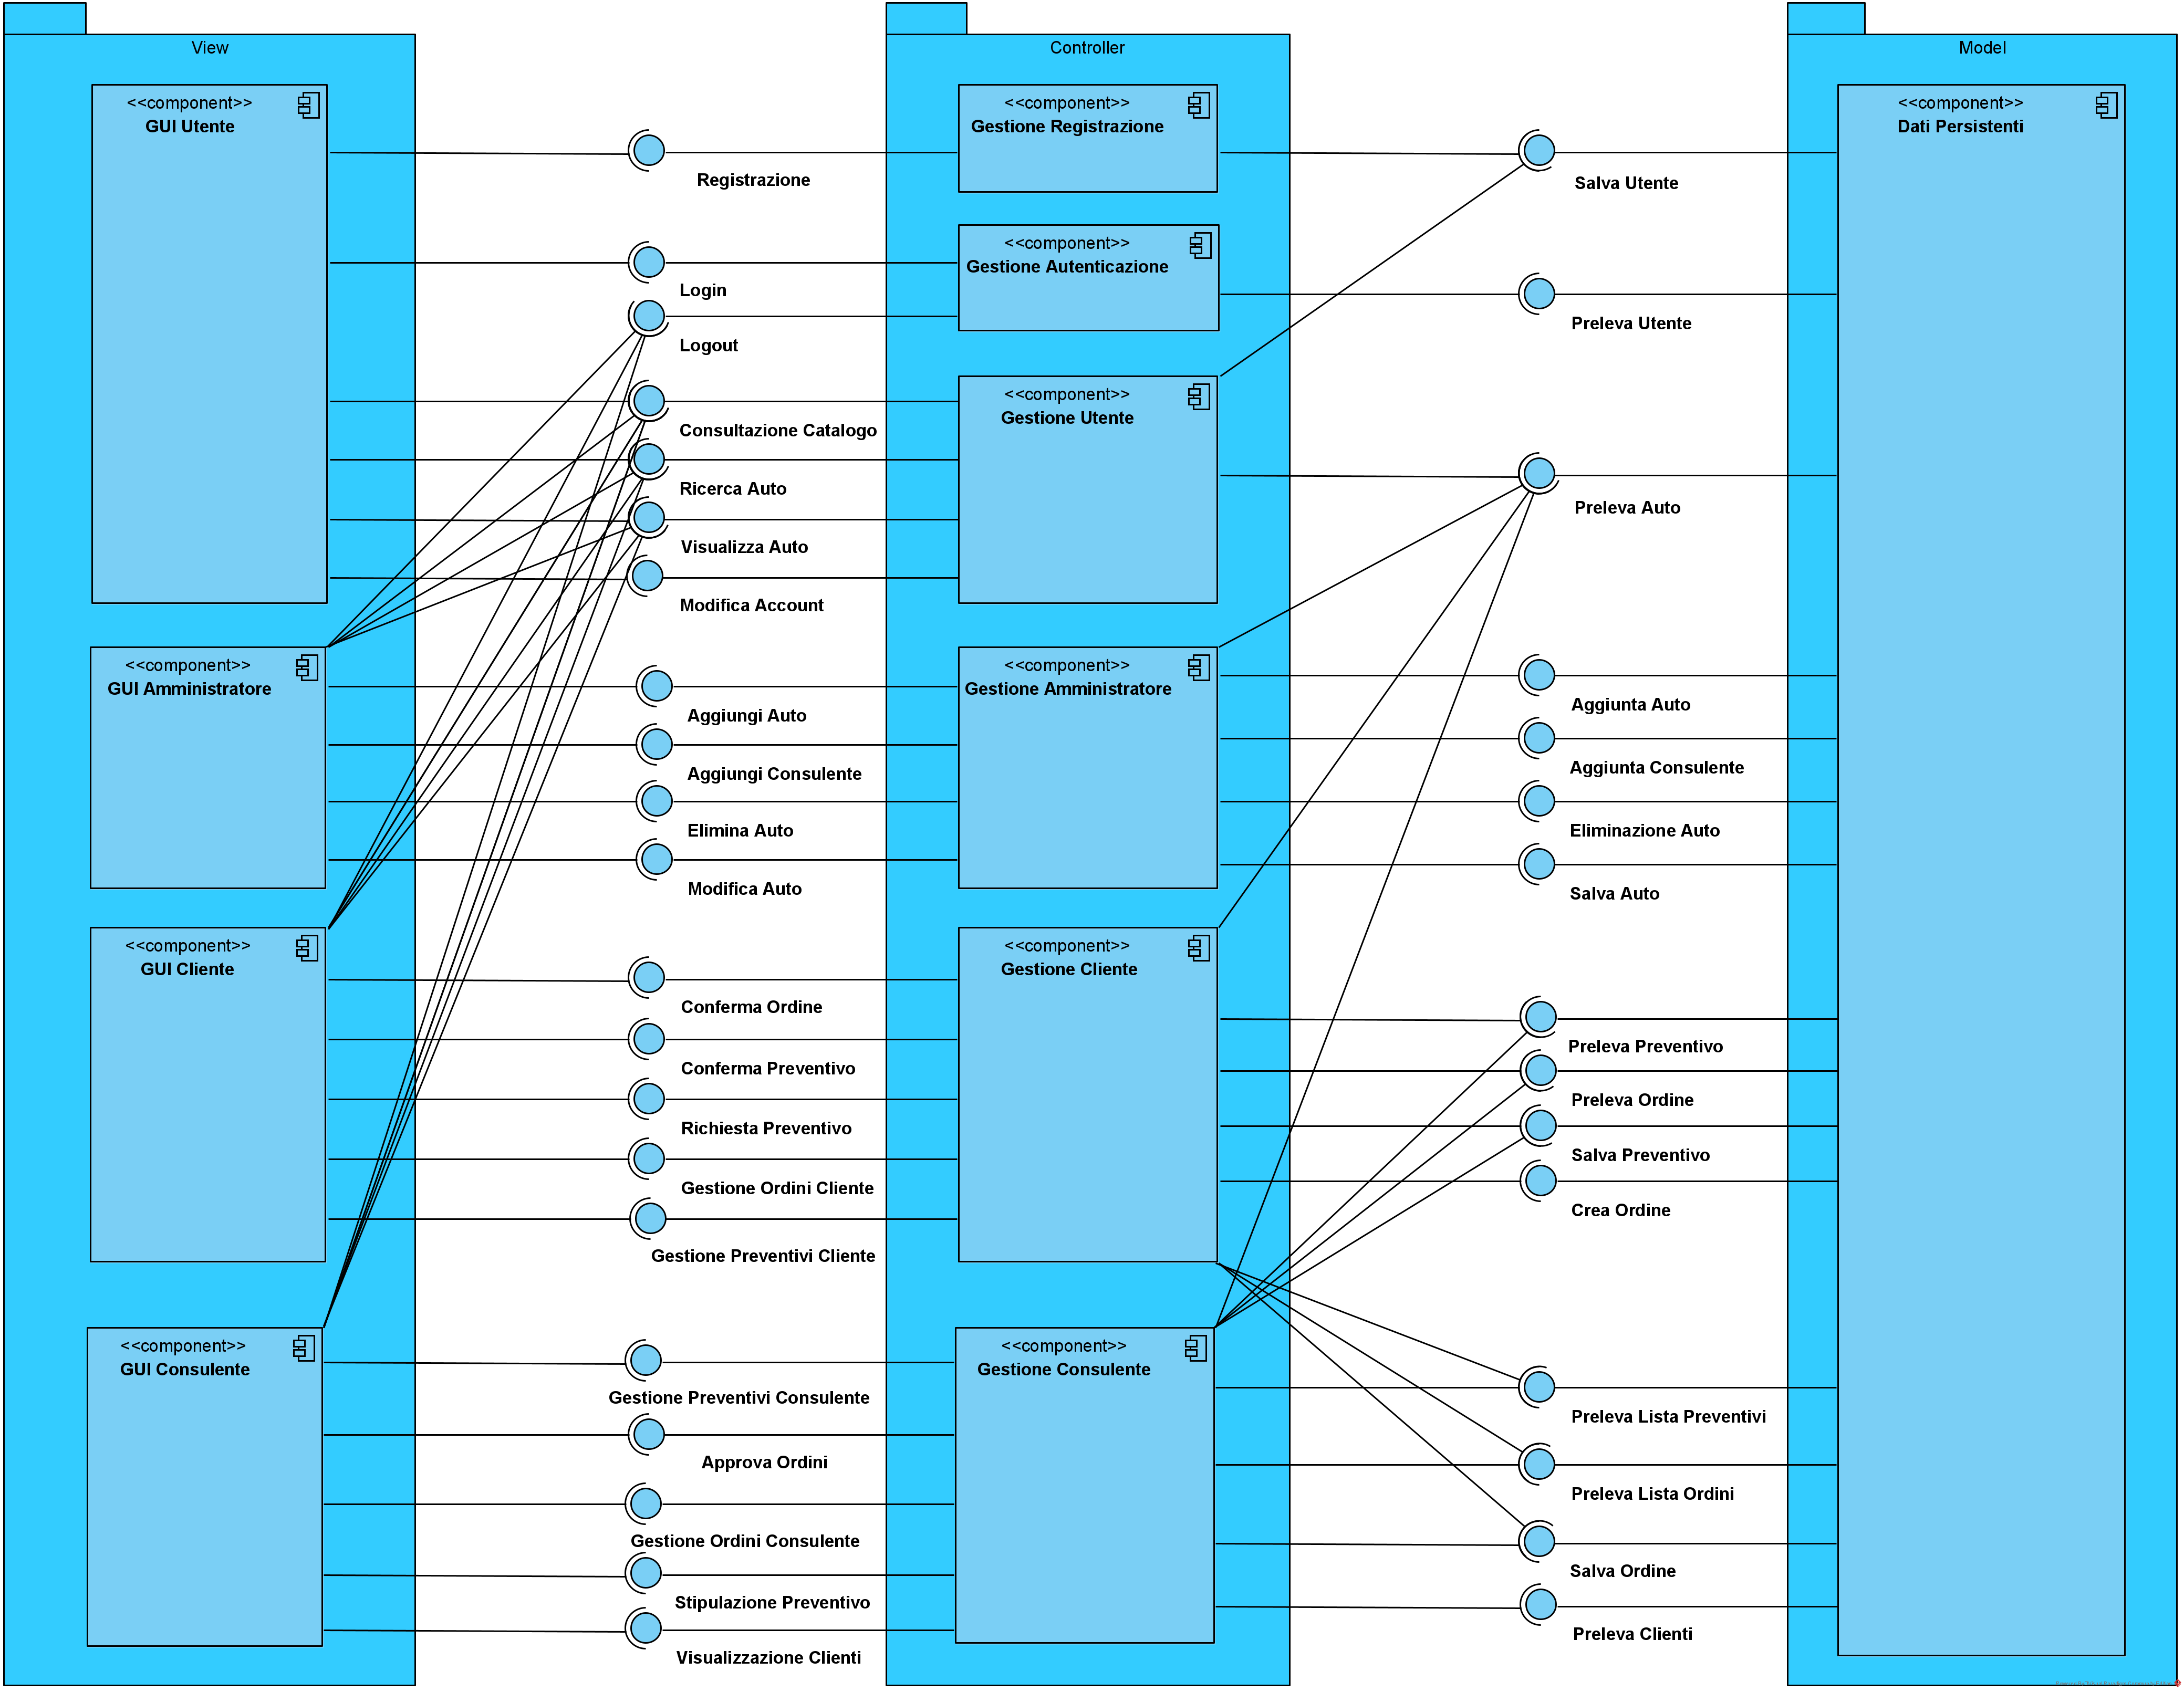 View
Controller
Model
<<component>>
GUI Utente
<<component>>
Gestione Registrazione
<<component>>
Dati Persistenti
Registrazione
Salva Utente
<<component>>
Gestione Autenticazione
Login
Logout
Preleva Utente
<<component>>
Gestione Utente
Consultazione Catalogo
Ricerca Auto
Visualizza Auto
Modifica Account
Preleva Auto
<<component>>
GUI Amministratore
<<component>>
Gestione Amministratore
Aggiungi Auto
Aggiungi Consulente
Elimina Auto
Modifica Auto
Aggiunta Auto
Aggiunta Consulente
Eliminazione Auto
Salva Auto
<<component>>
GUI Cliente
<<component>>
Gestione Cliente
Conferma Ordine
Conferma Preventivo
Richiesta Preventivo
Gestione Ordini Cliente
Gestione Preventivi Cliente
Preleva Preventivo
Preleva Ordine
Salva Preventivo
Crea Ordine
<<component>>
GUI Consulente
<<component>>
Gestione Consulente
Gestione Preventivi Consulente
Approva Ordini
Gestione Ordini Consulente
Stipulazione Preventivo
Visualizzazione Clienti
Preleva Lista Preventivi
Preleva Lista Ordini
Salva Ordine
Preleva Clienti